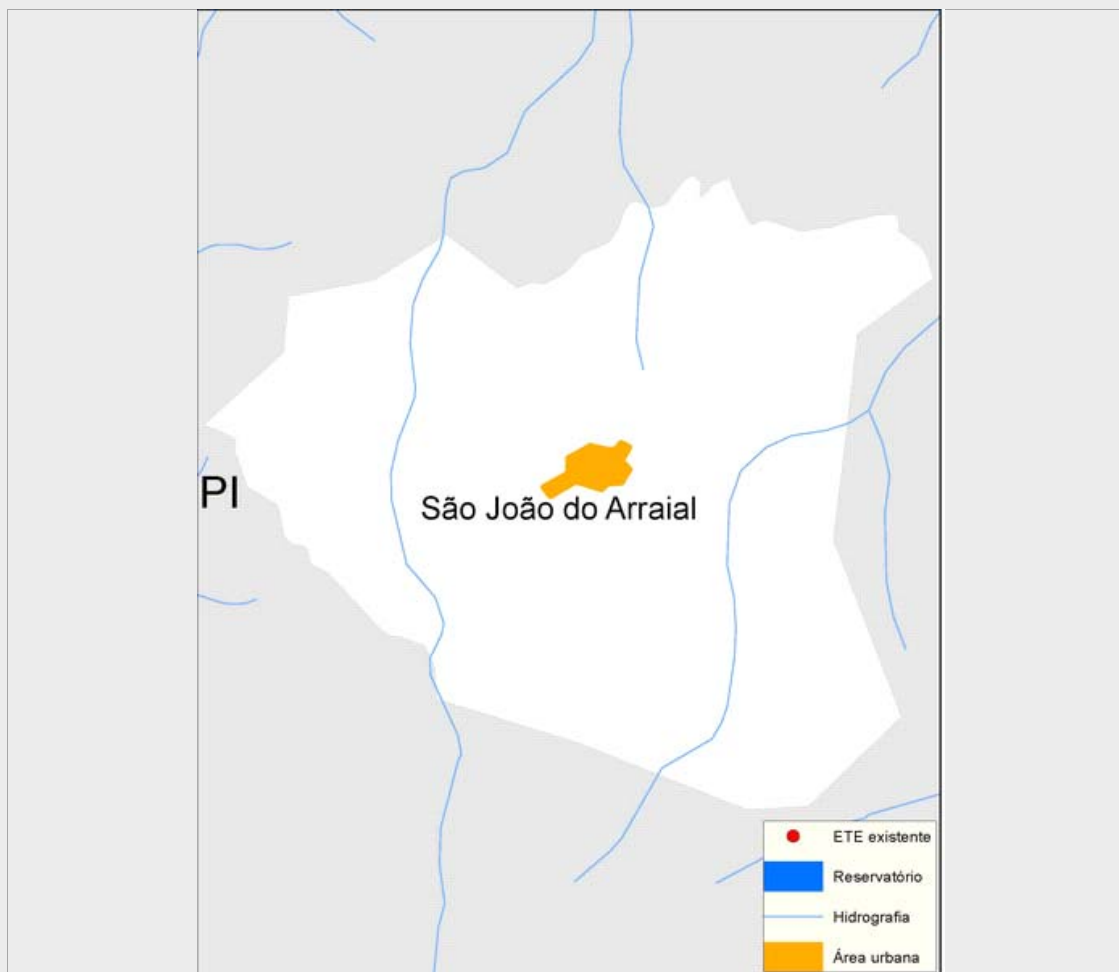 PI
São João do Arraial
ETE existente
Reservatório
Hidrografia
Área urbana